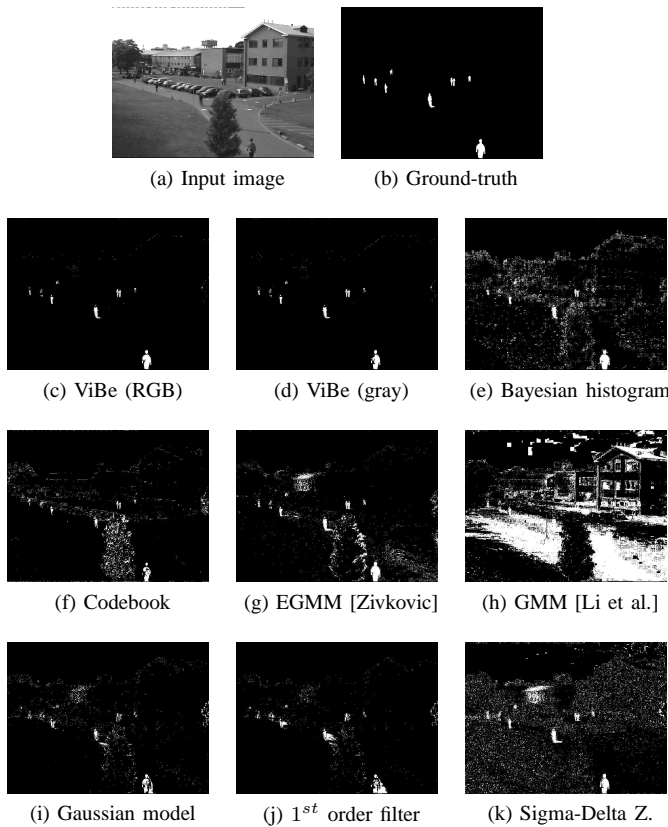 (a) Input image
(b) Ground-truth
(c) ViBe (RGB)
(d) ViBe (gray)
(e) Bayesian histogram
(f) Codebook
(g) EGMM [Zivkovic]
(h) GMM [Li et al.]
(i) Gaussian model
(j) 1st order filter
(k) Sigma-Delta Z.